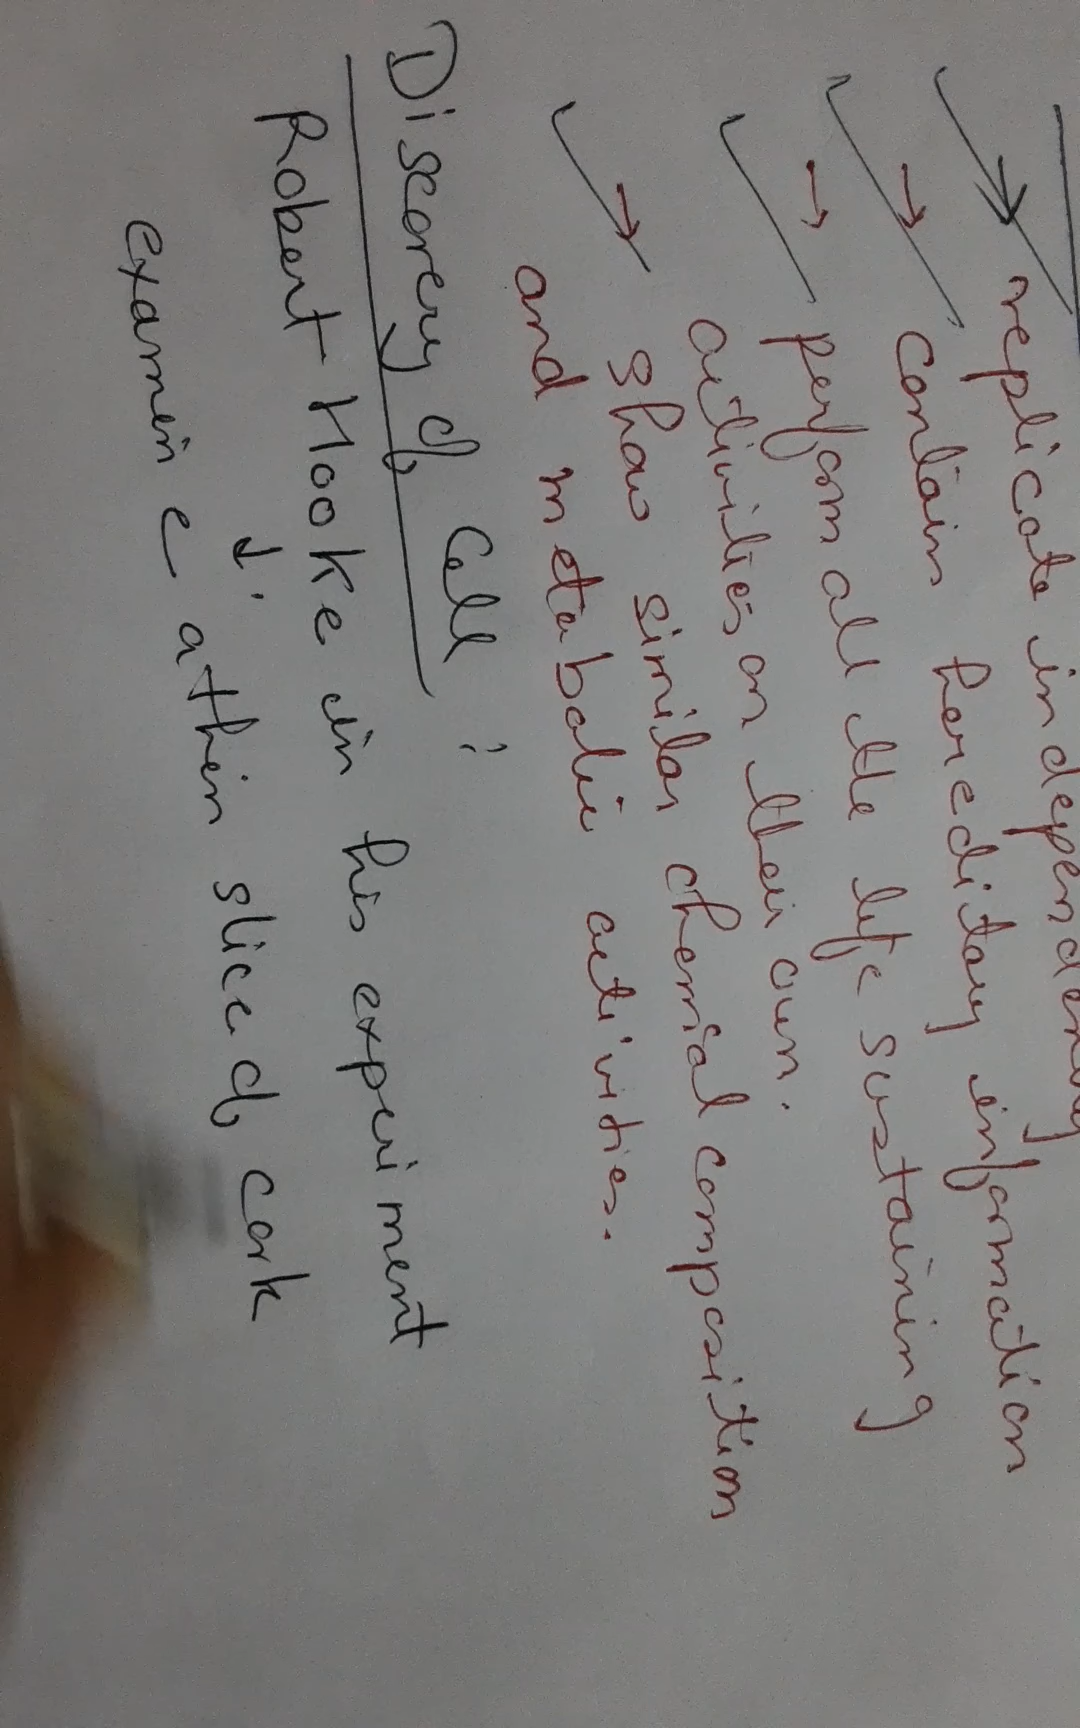 → replicate independently
→ contain hereditary information
→ perform all the life sustaining
activities on their own.
→ show similar chemical composition
and metabolic activities.
Discovery of Cell :
Robert Hooke in his experiment
↓
examine a thin slice of cork